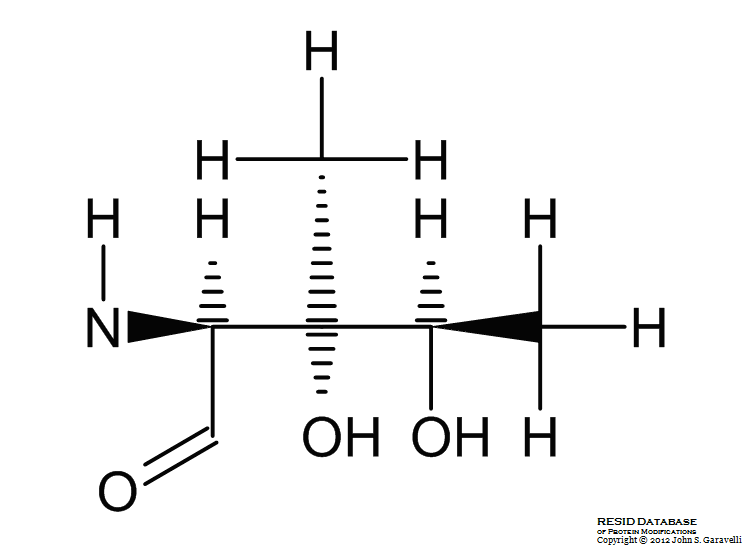 H
H H
H H H H
N H
OH OH H
O
RESID DATABASE
OF PROTEIN MODIFICATIONS
Copyright © 2012 John S. Garavelli